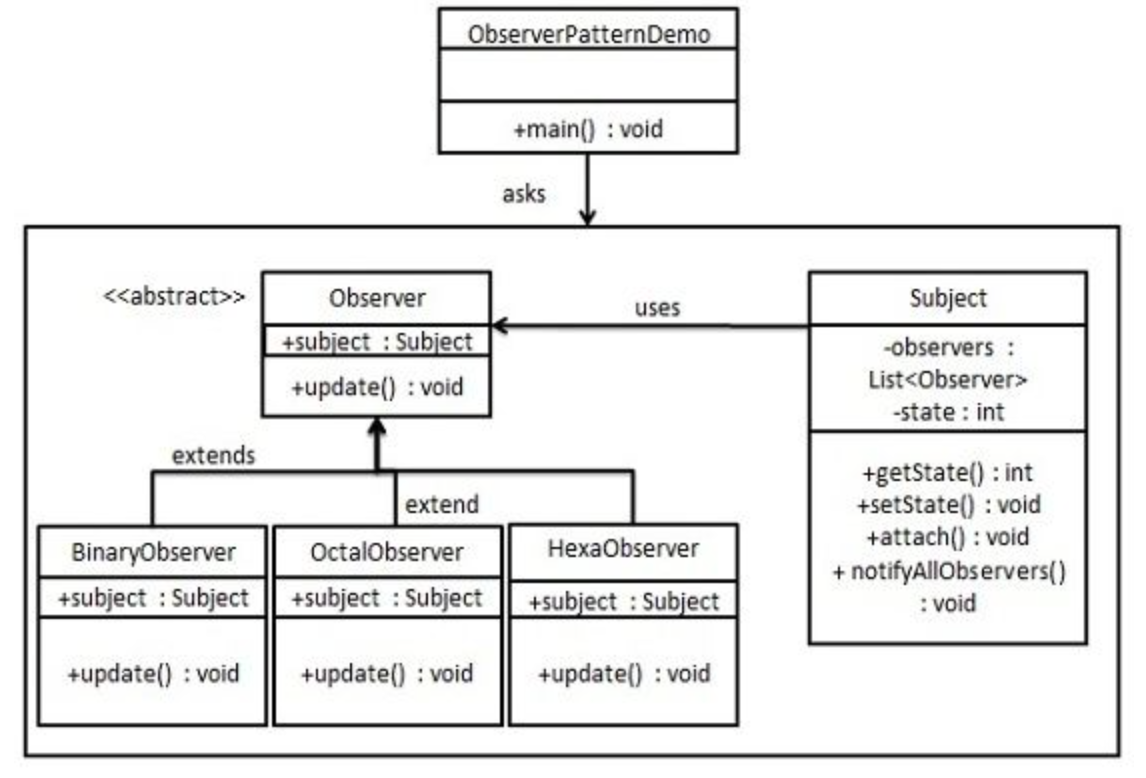 ObserverPatternDemo
+main() : void
asks
<<abstract>>
Observer
+subject : Subject
+update() : void
uses
Subject
-observers :
List<Observer>
-state : int
+getState() : int
+setState() : void
+attach() : void
+ notifyAllObservers()
: void
extends
extend
BinaryObserver
+subject : Subject
+update() : void
OctalObserver
+subject : Subject
+update() : void
HexaObserver
+subject : Subject
+update() : void